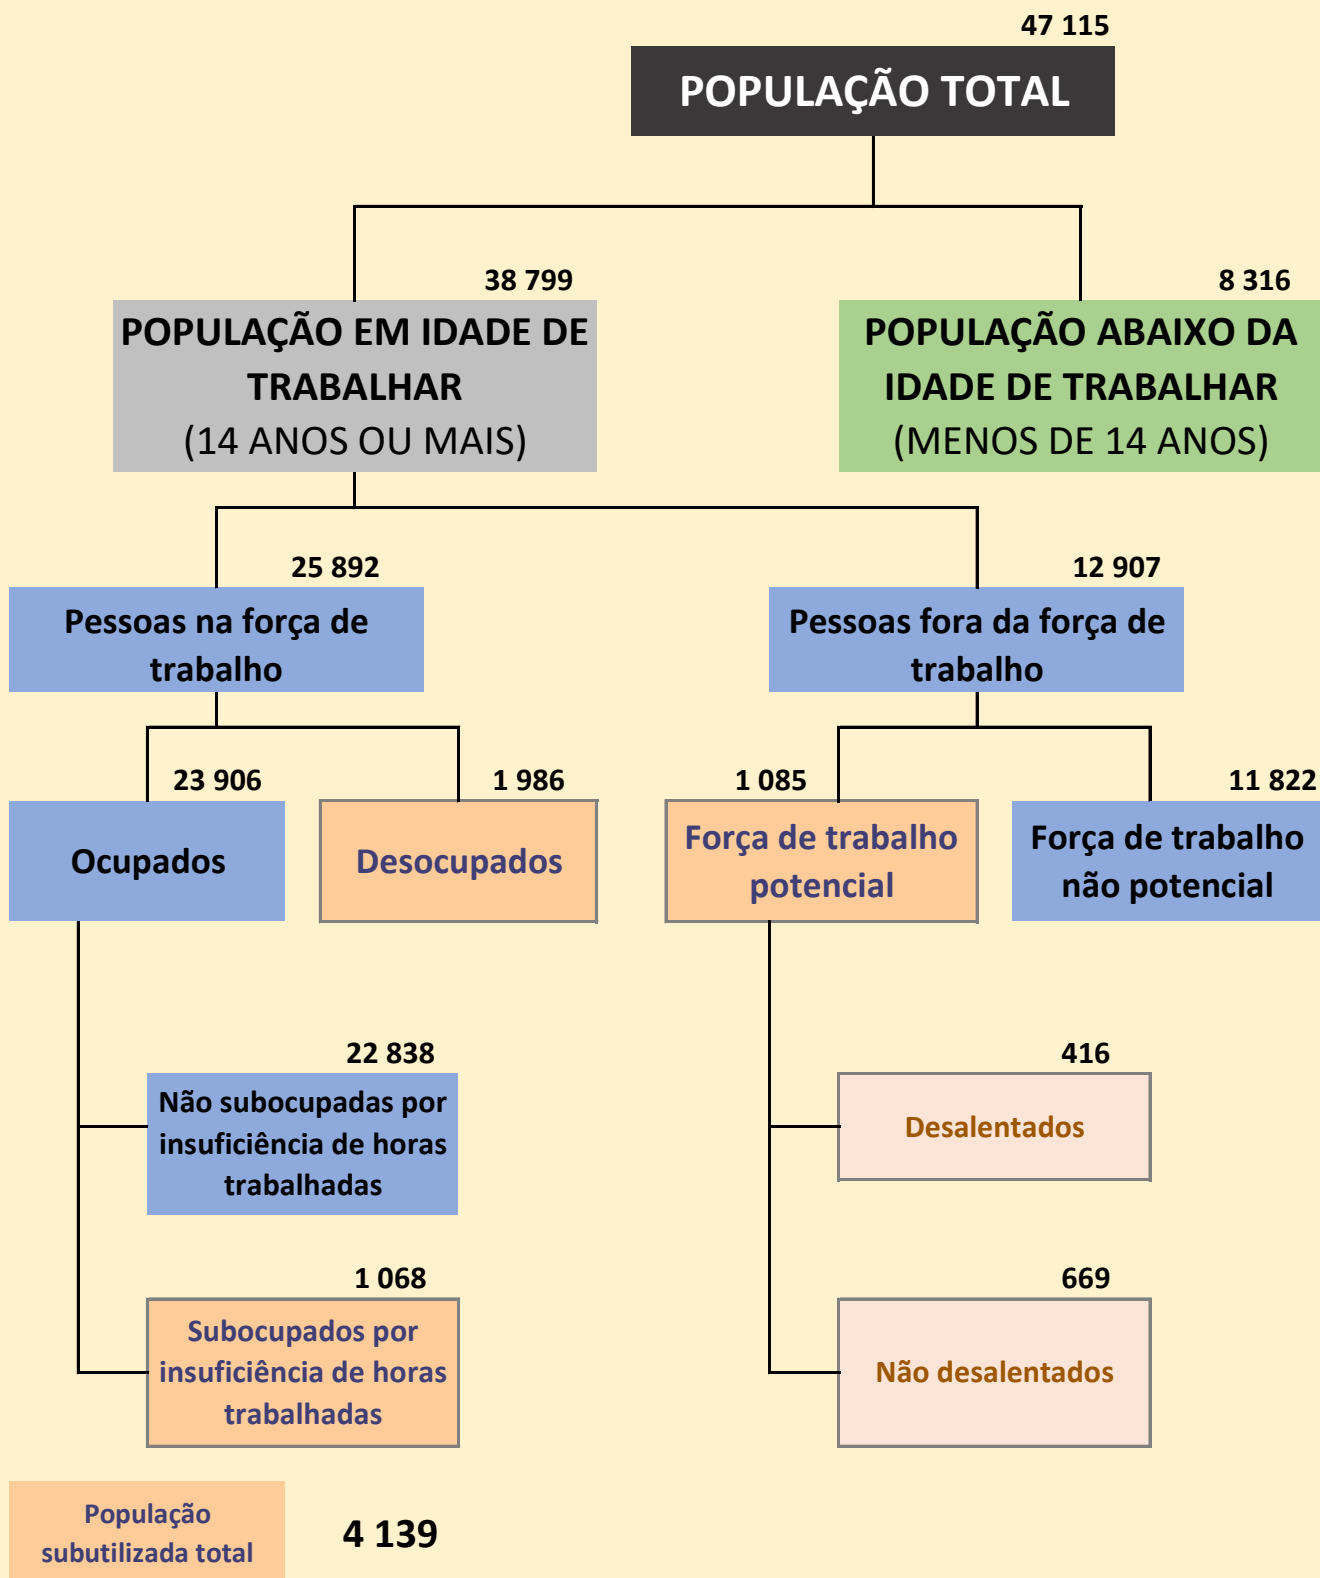 47 115
POPULAÇÃO TOTAL
38 799
POPULAÇÃO EM IDADE DE
TRABALHAR
(14 ANOS OU MAIS)
8 316
POPULAÇÃO ABAIXO DA
IDADE DE TRABALHAR
(MENOS DE 14 ANOS)
25 892
Pessoas na força de
trabalho
12 907
Pessoas fora da força de
trabalho
23 906
Ocupados
1 986
Desocupados
1 085
Força de trabalho
potencial
11 822
Força de trabalho
não potencial
22 838
Não subocupadas por
insuficiência de horas
trabalhadas
416
Desalentados
1 068
Subocupados por
insuficiência de horas
trabalhadas
669
Não desalentados
População
subutilizada total
4 139